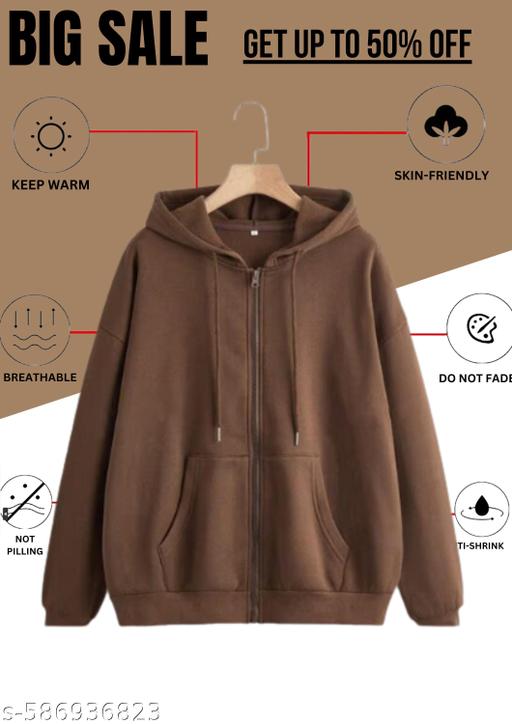 BIG SALE
GET UP TO 50% OFF
KEEP WARM
SKIN-FRIENDLY
BREATHABLE
DO NOT FADE
NOT
PILLING
TI-SHRINK
s-586936823